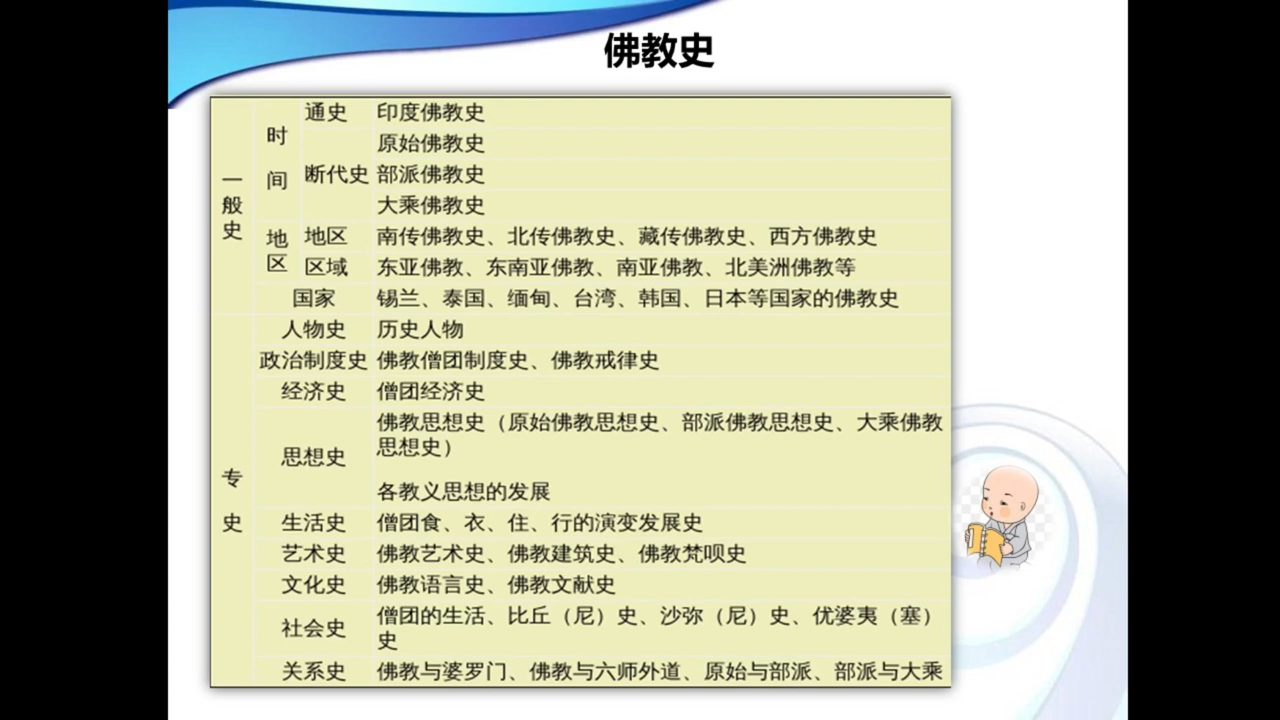 佛教史
一般史
时间
通史 印度佛教史
原始佛教史
断代史 部派佛教史
大乘佛教史
地区
地区 南传佛教史、北传佛教史、藏传佛教史、西方佛教史
区域 东亚佛教、东南亚佛教、南亚佛教、北美洲佛教等
国家 锡兰、泰国、缅甸、台湾、韩国、日本等国家的佛教史
专史
人物史 历史人物
政治制度史 佛教僧团制度史、佛教戒律史
经济史 僧团经济史
思想史
佛教思想史（原始佛教思想史、部派佛教思想史、大乘佛教
思想史）
各教义思想的发展
生活史 僧团食、衣、住、行的演变发展史
艺术史 佛教艺术史、佛教建筑史、佛教梵呗史
文化史 佛教语言史、佛教文献史
社会史
僧团的生活、比丘（尼）史、沙弥（尼）史、优婆夷（塞）
史
关系史 佛教与婆罗门、佛教与六师外道、原始与部派、部派与大乘